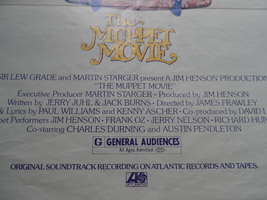 The
MUPPET
MOVIE
SIR LEW GRADE and MARTIN STARGER present A JIM HENSON PRODUCTION
"THE MUPPET MOVIE"
Executive Producer MARTIN STARGER • Produced by JIM HENSON
Written by JERRY JUHL & JACK BURNS • Directed by JAMES FRAWLEY
& Lyrics by PAUL WILLIAMS and KENNY ASCHER • Co-produced by DAVID
Performers JIM HENSON • FRANK OZ • JERRY NELSON • RICHARD HUN
Co-starring CHARLES DURNING and AUSTIN PENDLETON
G GENERAL AUDIENCES
All Ages Admitted
ORIGINAL SOUNDTRACK RECORDING ON ATLANTIC RECORDS AND TAPES.